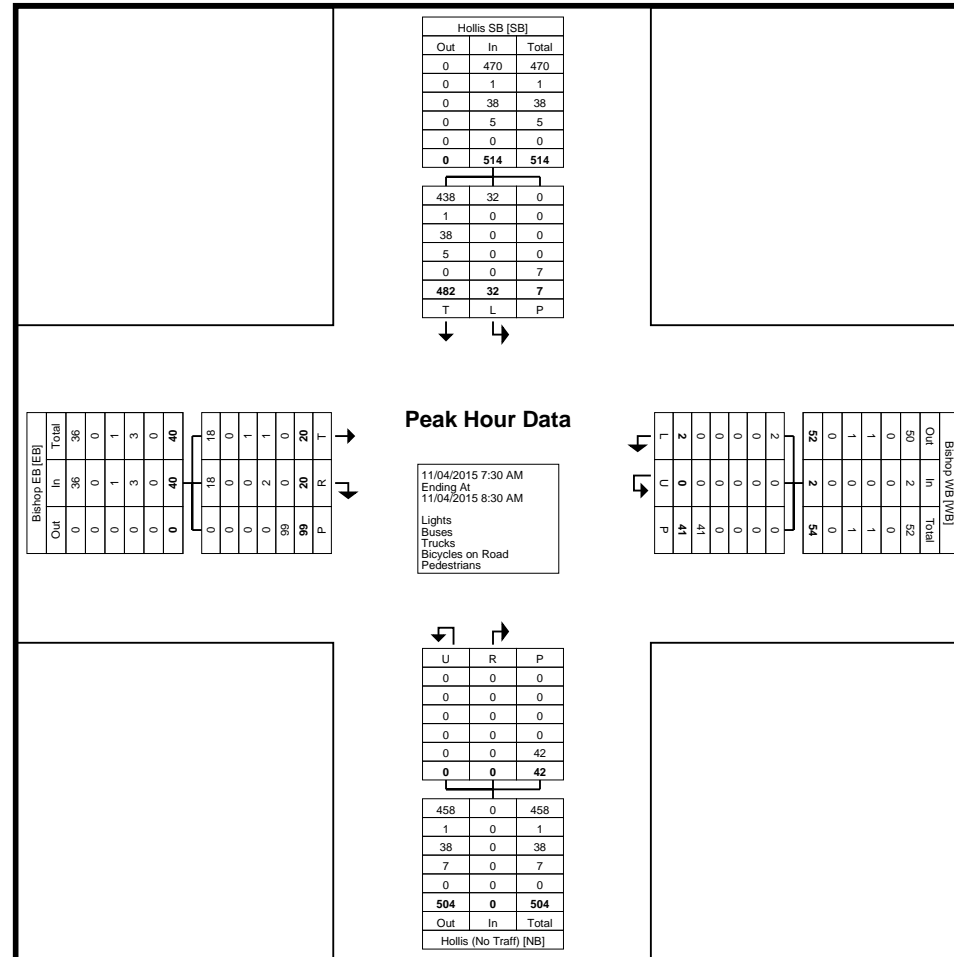 Hollis SB [SB]
Out In Total
0 470 470
0 1 1
0 38 38
0 5 5
0 0 0
0 514 514
438 32 0
1 0 0
38 0 0
5 0 0
0 0 7
482 32 7
T L P
Bishop EB [EB]
Out In Total
0 36 36
0 0 0
0 1 1
0 3 3
0 0 0
0 40 40
0 18 18
0 0 0
0 0 1
0 2 1
99 0 0
99 20 20
P R T
Peak Hour Data
11/04/2015 7:30 AM
Ending At
11/04/2015 8:30 AM
Lights
Buses
Trucks
Bicycles on Road
Pedestrians
Bishop WB [WB]
Out In Total
50 2 52
0 0 0
1 0 1
1 0 1
0 0 0
52 2 54
2 0 0
0 0 0
0 0 0
0 0 0
0 0 41
2 0 41
L U P
U R P
0 0 0
0 0 0
0 0 0
0 0 0
0 0 42
0 0 42
458 0 458
1 0 1
38 0 38
7 0 7
0 0 0
504 0 504
Out In Total
Hollis (No Traff) [NB]